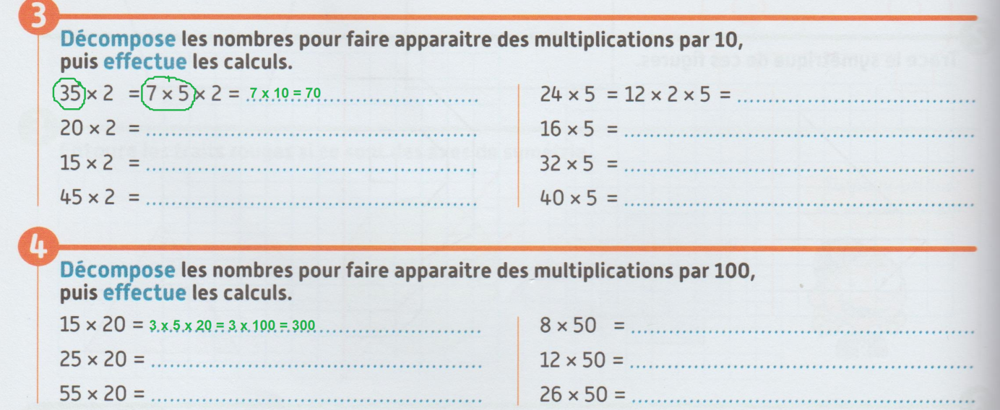 3
Décompose les nombres pour faire apparaitre des multiplications par 10,
puis effectue les calculs.
35 × 2 = 7 × 5 × 2 = 7 x 10 = 70
20 × 2 =
15 × 2 =
45 × 2 =
24 × 5 = 12 × 2 × 5 =
16 × 5 =
32 × 5 =
40 × 5 =
4
Décompose les nombres pour faire apparaitre des multiplications par 100,
puis effectue les calculs.
15 × 20 = 3 x 5 x 20 = 3 x 100 = 300
25 × 20 =
55 × 20 =
8 × 50 =
12 × 50 =
26 × 50 =